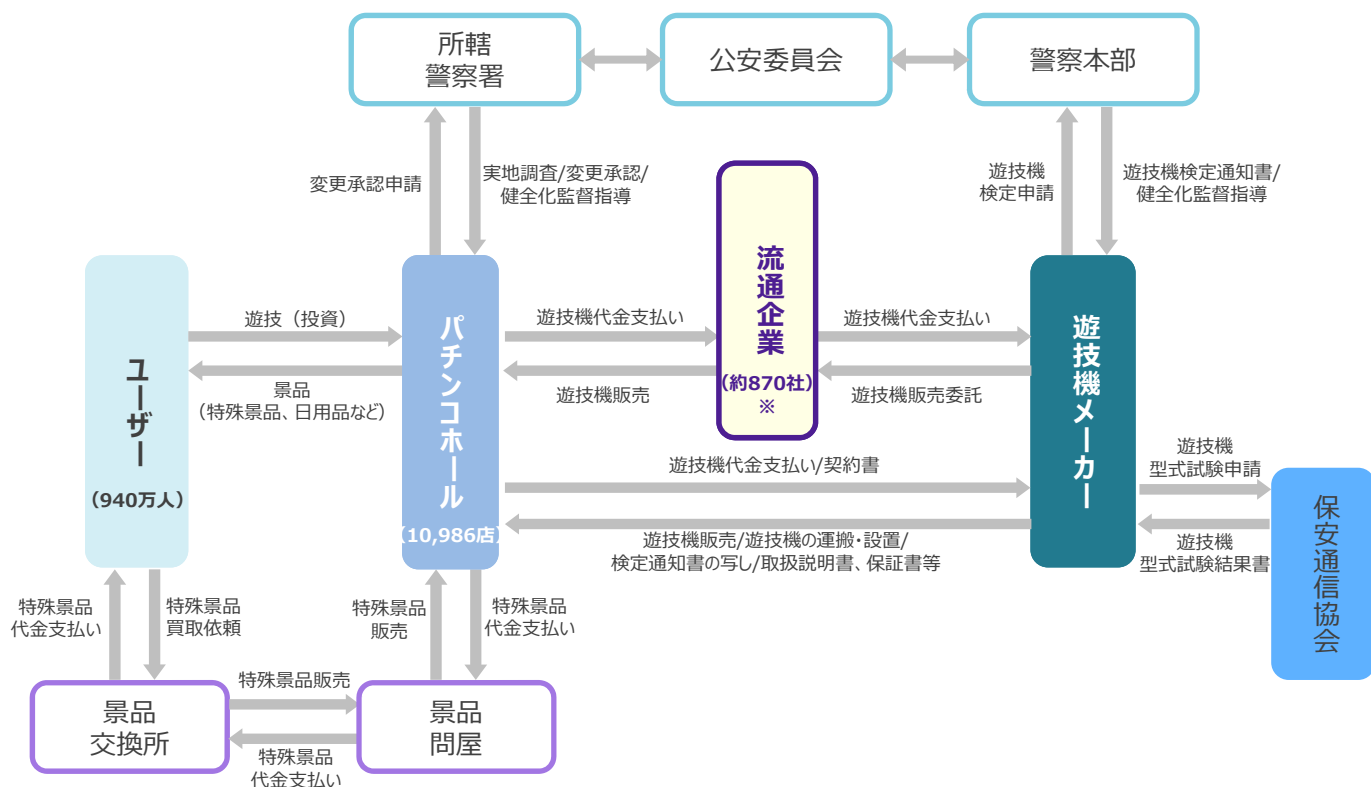 所轄
警察署
公安委員会
警察本部
変更承認申請
実地調査/変更承認/
健全化監督指導
遊技機
検定申請
遊技機検定通知書/
健全化監督指導
ユーザー
(940万人)
遊技（投資）
景品
（特殊景品、日用品など）
パチンコホール
（10,986店）
遊技機代金支払い
遊技機販売
流通企業
(約870社)
※
遊技機代金支払い
遊技機販売委託
遊技機メーカー
遊技機代金支払い/契約書
遊技機販売/遊技機の運搬・設置/
検定通知書の写し/取扱説明書、保証書等
遊技機
型式試験申請
遊技機
型式試験結果書
保安通信協会
特殊景品
代金支払い
特殊景品
買取依頼
特殊景品
販売
特殊景品
代金支払い
景品
交換所
特殊景品販売
特殊景品
代金支払い
景品
問屋